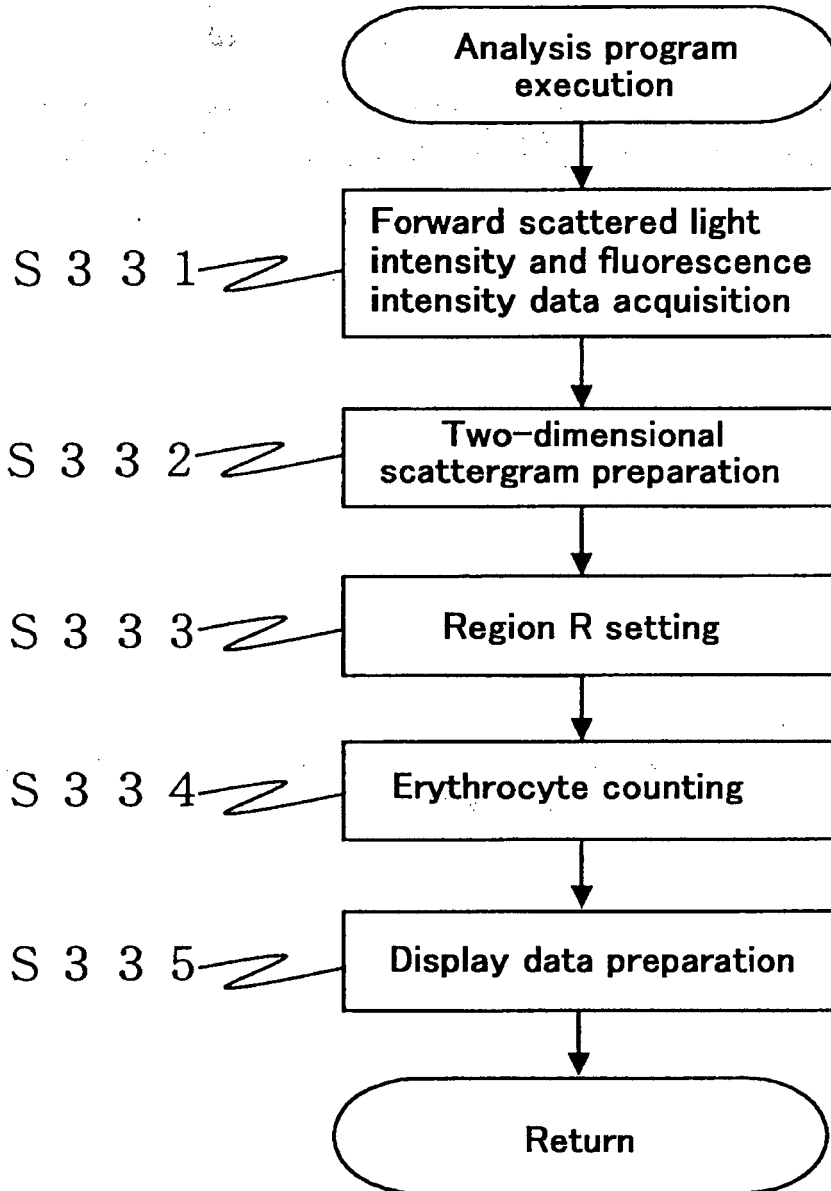 Analysis program
execution
S 3 3 1
Forward scattered light
intensity and fluorescence
intensity data acquisition
S 3 3 2
Two-dimensional
scattergram preparation
S 3 3 3
Region R setting
S 3 3 4
Erythrocyte counting
S 3 3 5
Display data preparation
Return